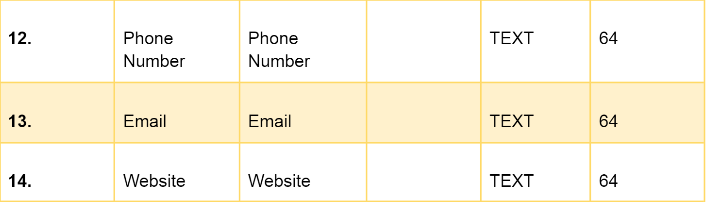 12. Phone Number Phone Number TEXT 64
13. Email Email TEXT 64
14. Website Website TEXT 64